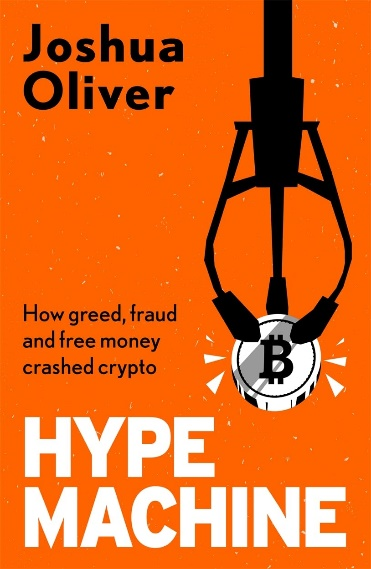 Joshua
Oliver
How greed, fraud
and free money
crashed crypto
HYPE
MACHINE